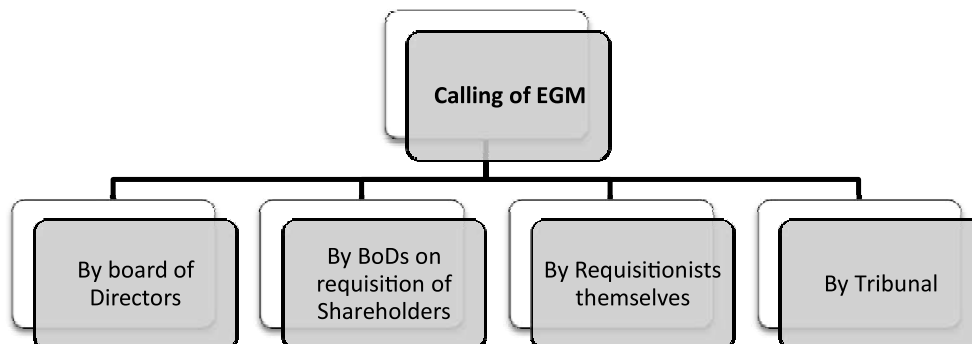 Calling of EGM
By board of
Directors
By BoDs on
requisition of
Shareholders
By Requisitionists
themselves
By Tribunal